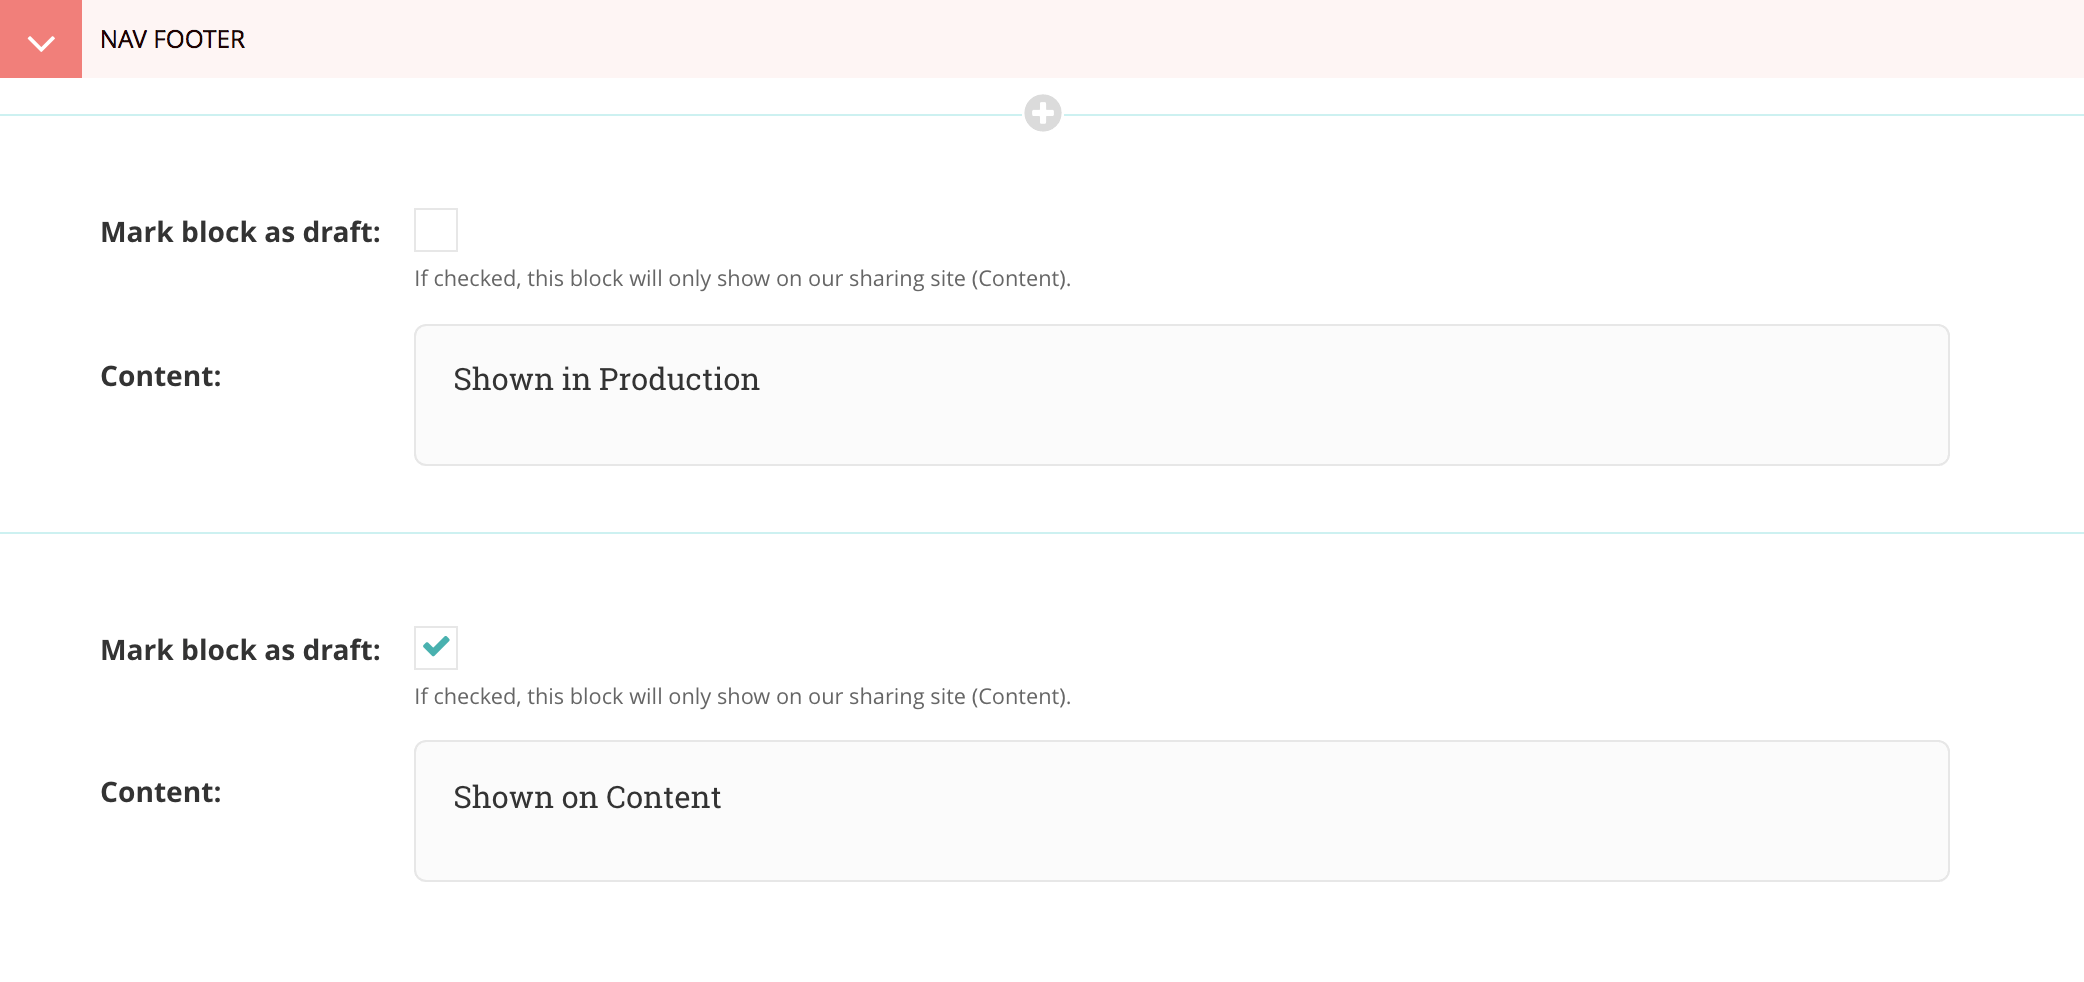 NAV FOOTER
Mark block as draft:
If checked, this block will only show on our sharing site (Content).
Content:
Shown in Production
Mark block as draft:
If checked, this block will only show on our sharing site (Content).
Content:
Shown on Content